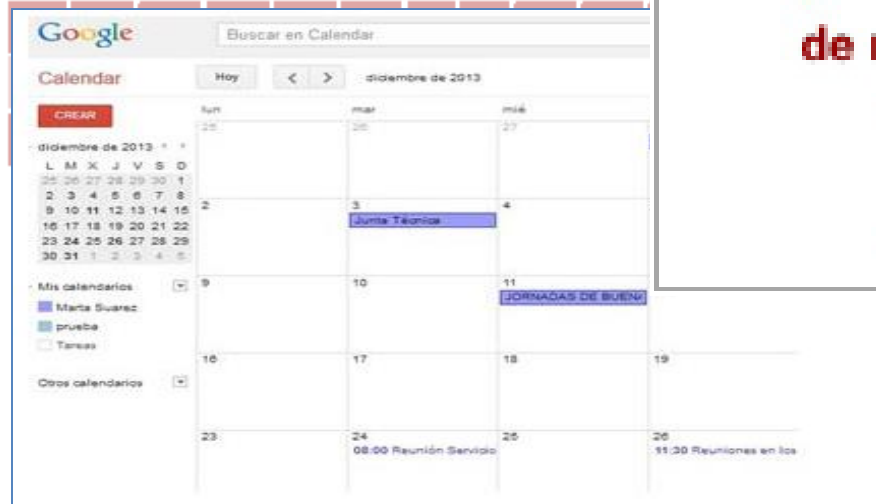 Google
Buscar en Calendar
de
Calendar
Hoy < > diciembre de 2013
CREAR
lun mar mié
25 26 27
diciembre de 2013
L M X J V S D
25 26 27 28 29 30 1
2 3 4 5 6 7 8
9 10 11 12 13 14 15
16 17 18 19 20 21 22
23 24 25 26 27 28 29
30 31 1 2 3 4 5
2 3 4
Junta Técnica
Mis calendarios
Marta Suarez
prueba
Tareas
Otros calendarios
9 10 11
JORNADAS DE BUENA
16 17 18 19
23 24 25 26
08:00 Reunión Servicio
11:30 Reuniones en los